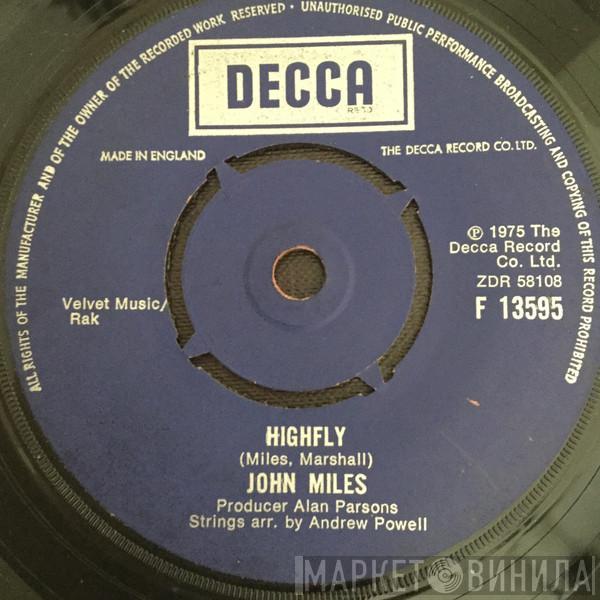 ALL RIGHTS OF THE MANUFACTURER AND OF THE OWNER OF THE RECORDED WORK RESERVED • UNAUTHORISED PUBLIC PERFORMANCE BROADCASTING AND COPYING OF THIS RECORD PROHIBITED
DECCA
REGD
MADE IN ENGLAND
THE DECCA RECORD CO. LTD.
℗ 1975 The
Decca Record
Co. Ltd.
ZDR 58108
F 13595
Velvet Music/
Rak
HIGHFLY
(Miles, Marshall)
JOHN MILES
Producer Alan Parsons
Strings arr. by Andrew Powell
МАРКЕТ ВИНИЛА